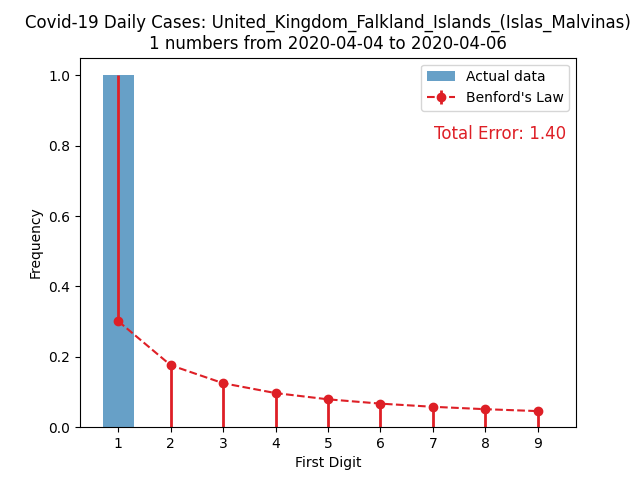 Covid-19 Daily Cases: United_Kingdom_Falkland_Islands_(Islas_Malvinas)
1 numbers from 2020-04-04 to 2020-04-06
Actual data
Benford's Law
Total Error: 1.40
1.0
0.8
0.6
0.4
0.2
0.0
Frequency
1 2 3 4 5 6 7 8 9
First Digit